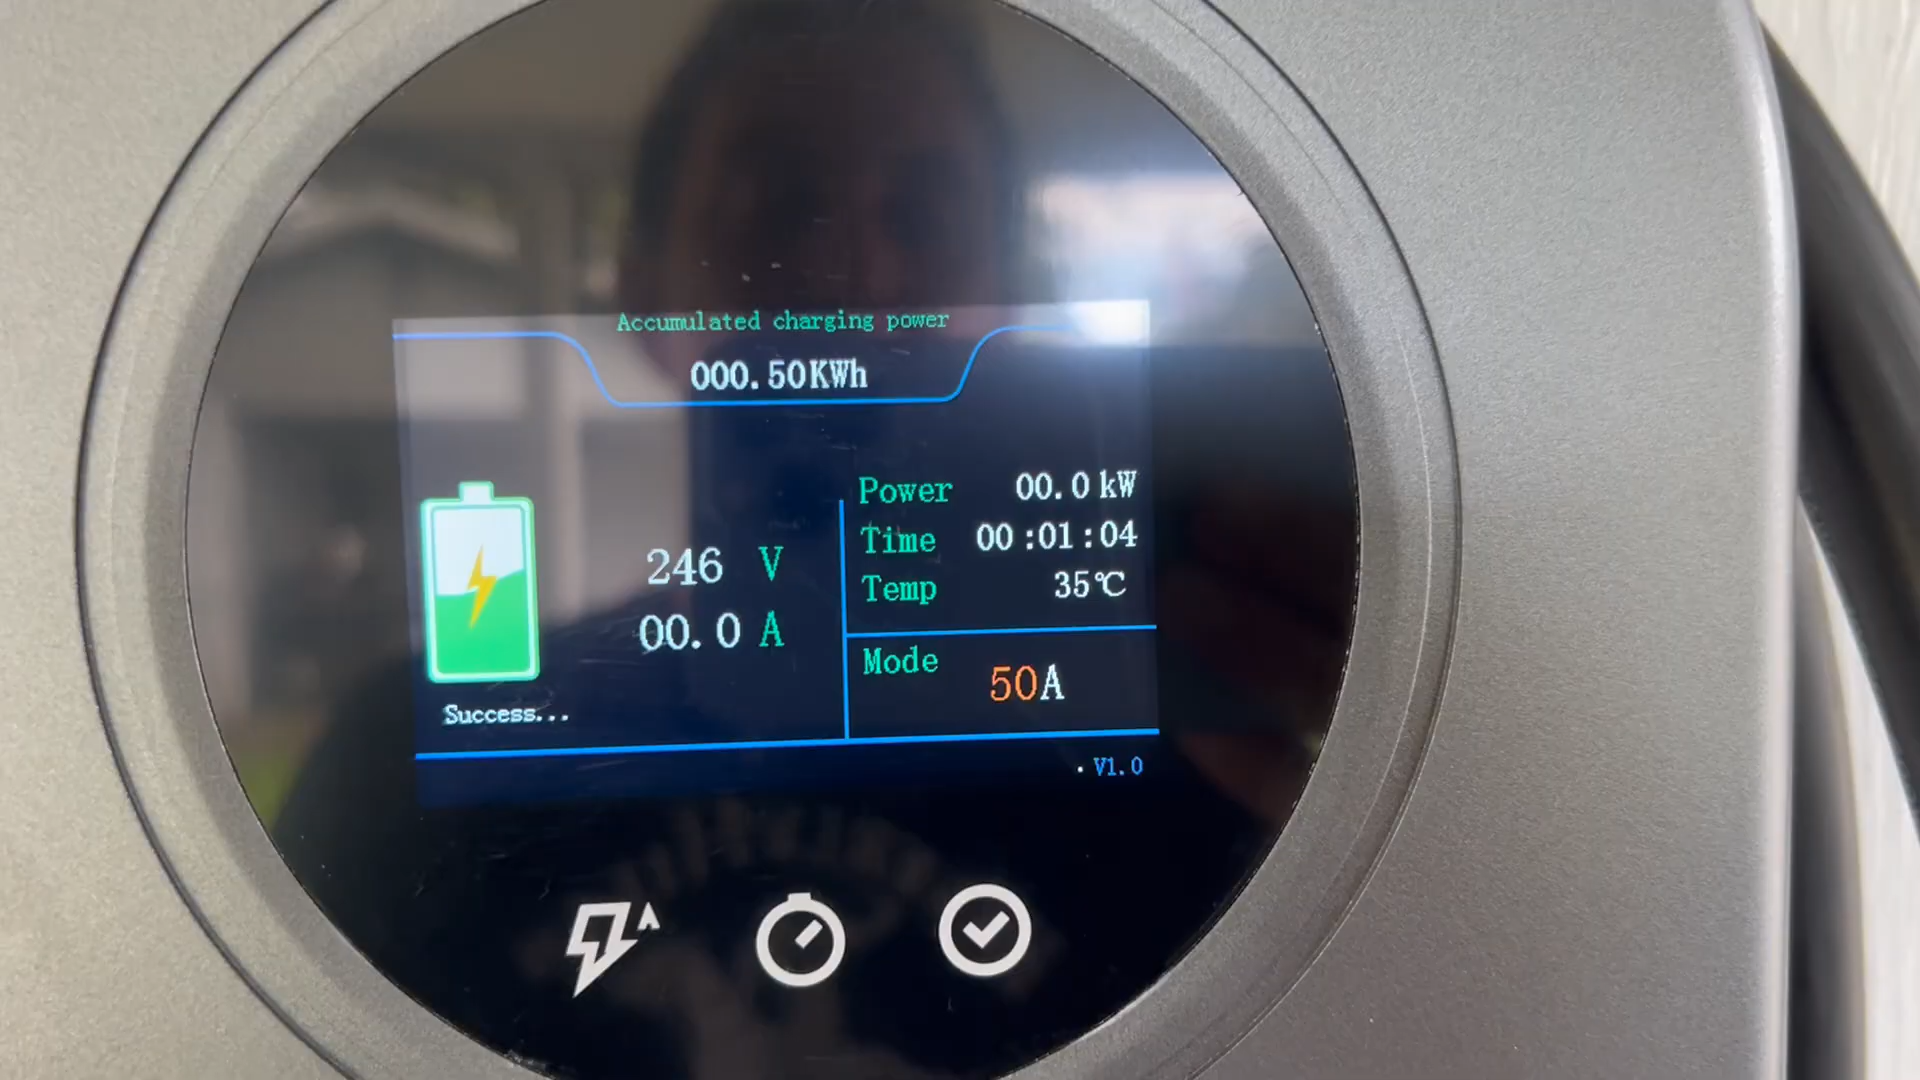 Accumulated charging power
000.50KWh
246 V
00.0 A
Success...
Power 00.0 kW
Time 00:01:04
Temp 35℃
Mode
50A
. V1.0